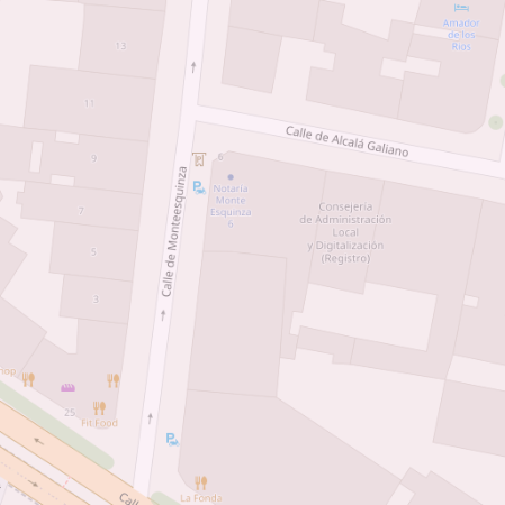 13
Amador
de los
Ríos
11
Calle de Alcalá Galiano
9
6
Notaría
Monte
Esquinza
6
7
Consejería
de Administración
Local
y Digitalización
(Registro)
Calle de Monteesquinza
5
3
25
Fit Food
La Fonda